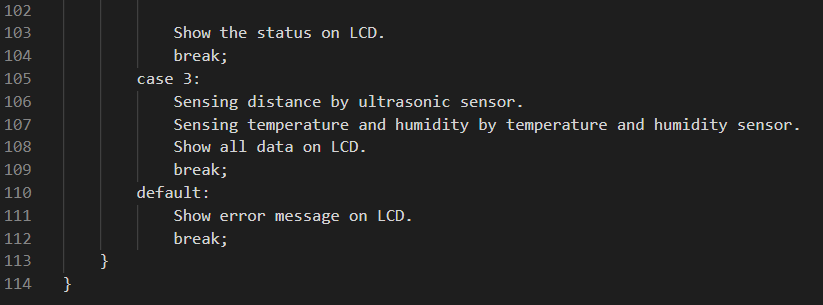 102
103 Show the status on LCD.
104 break;
105 case 3:
106 Sensing distance by ultrasonic sensor.
107 Sensing temperature and humidity by temperature and humidity sensor.
108 Show all data on LCD.
109 break;
110 default:
111 Show error message on LCD.
112 break;
113 }
114 }